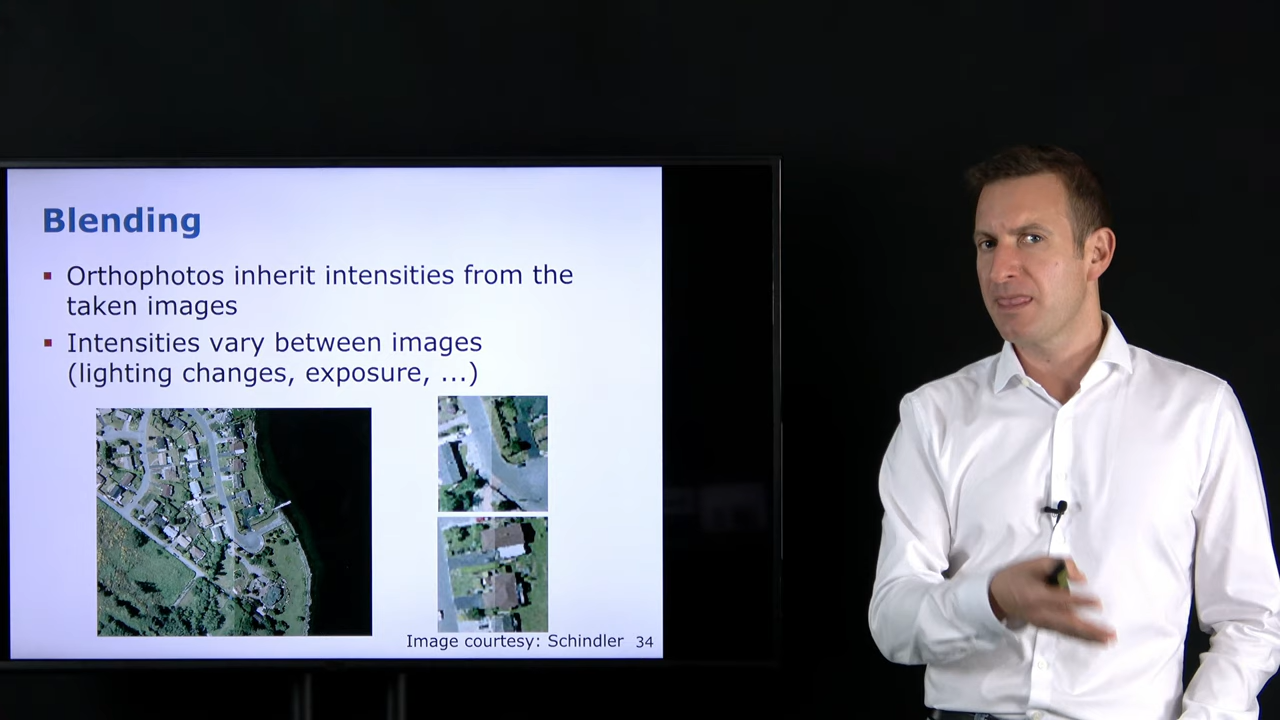 Blending
▪ Orthophotos inherit intensities from the
taken images
▪ Intensities vary between images
(lighting changes, exposure, ...)
Image courtesy: Schindler 34